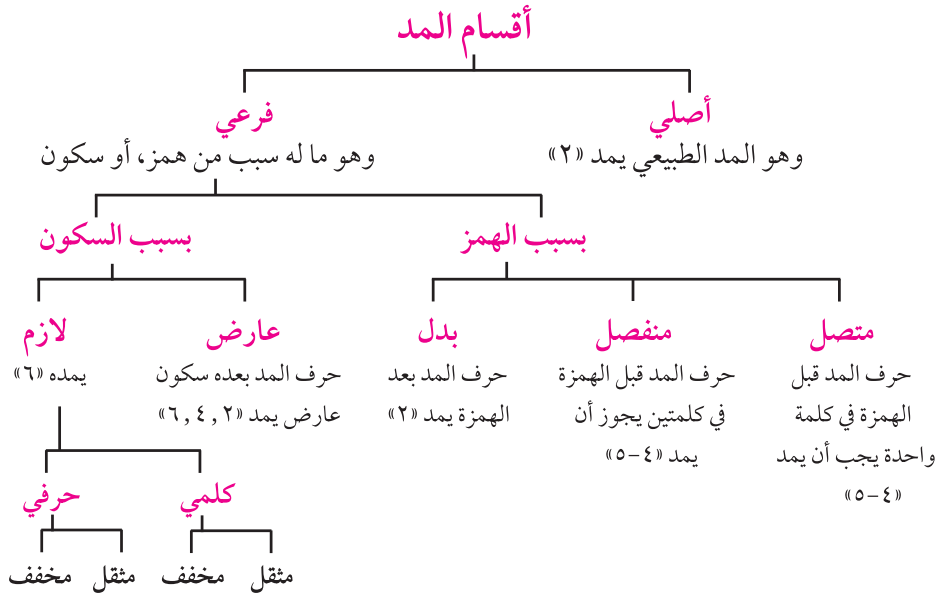 أقسام المد
أصلي
وهو المد الطبيعي يمد «٢»
فرعي
وهو ما له سبب من همز، أو سكون
بسبب الهمز
بسبب السكون
متصل
حرف المد قبل
الهمزة في كلمة
واحدة يجب أن يمد
«٤-٥»
منفصل
حرف المد قبل الهمزة
في كلمتين يجوز أن
يمد «٤-٥»
بدل
حرف المد بعد
الهمزة يمد «٢»
عارض
حرف المد بعده سكون
عارض يمد «٢, ٤, ٦»
لازم
يمده «٦»
كلمي
حرفي
مثقل
مخفف
مثقل
مخفف